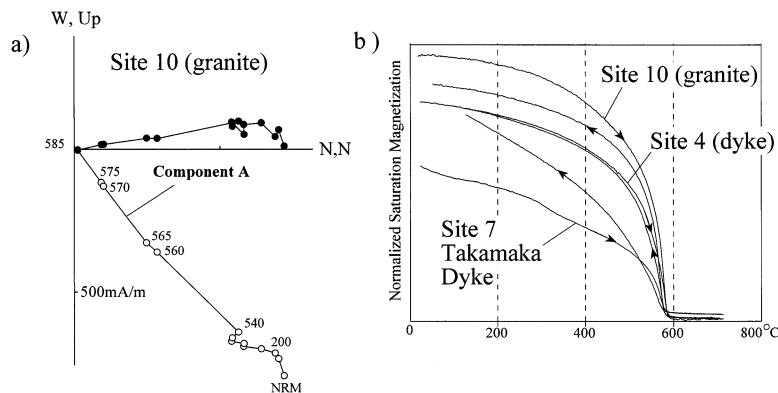 a)
W, Up
Site 10 (granite)
585
N,N
575
570
Component A
565
560
500mA/m
540
200
NRM
b)
Normalized Saturation Magnetization
Site 10 (granite)
Site 4 (dyke)
Site 7
Takamaka
Dyke
0 200 400 600 800°C